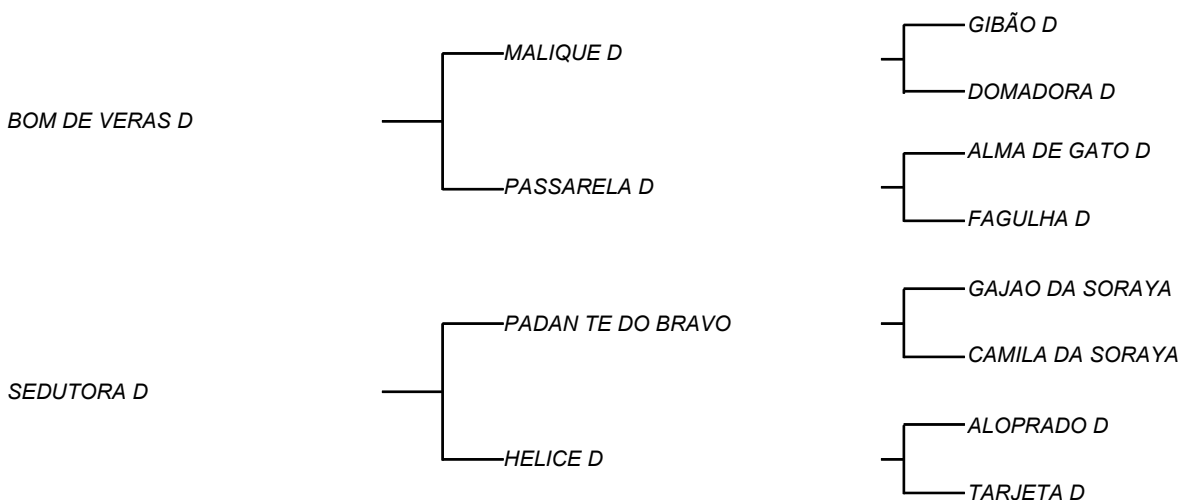 GIBÃO D
MALIQUE D
DOMADORA D
BOM DE VERAS D
ALMA DE GATO D
PASSARELA D
FAGULHA D
GAJAO DA SORAYA
PADAN TE DO BRAVO
CAMILA DA SORAYA
SEDUTORA D
ALOPRADO D
HELICE D
TARJETA D